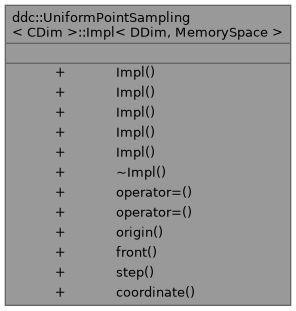 ddc::UniformPointSampling
< CDim >::Impl< DDim, MemorySpace >
+ Impl()
+ Impl()
+ Impl()
+ Impl()
+ Impl()
+ ~Impl()
+ operator=()
+ operator=()
+ origin()
+ front()
+ step()
+ coordinate()